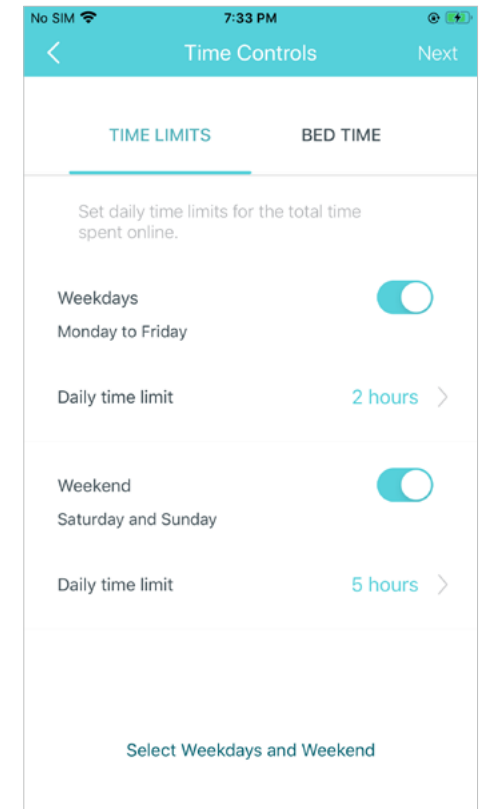 No SIM 7:33 PM
Time Controls Next
TIME LIMITS BED TIME
Set daily time limits for the total time
spent online.
Weekdays
Monday to Friday
Daily time limit 2 hours
Weekend
Saturday and Sunday
Daily time limit 5 hours
Select Weekdays and Weekend